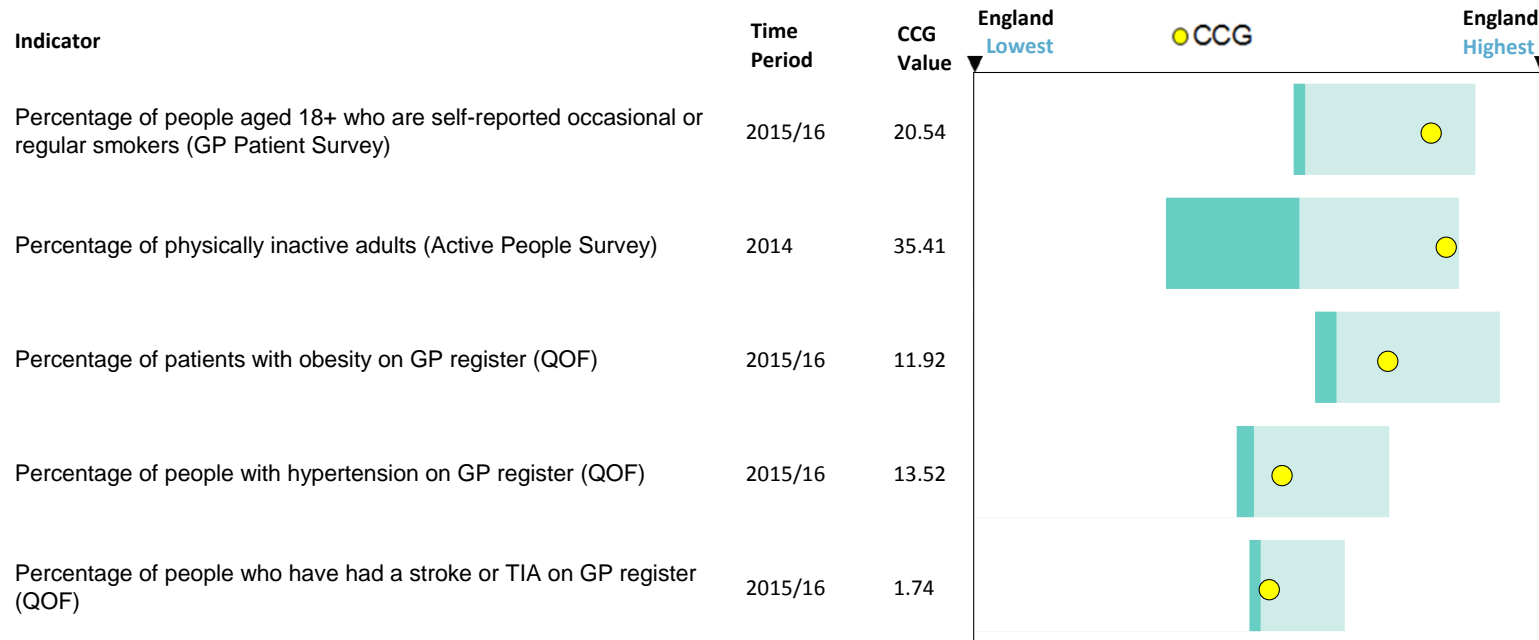 Indicator
Time
Period
CCG
Value
England
Lowest
CCG
England
Highest
Percentage of people aged 18+ who are self-reported occasional or
regular smokers (GP Patient Survey)
2015/16
20.54
Percentage of physically inactive adults (Active People Survey)
2014
35.41
Percentage of patients with obesity on GP register (QOF)
2015/16
11.92
Percentage of people with hypertension on GP register (QOF)
2015/16
13.52
Percentage of people who have had a stroke or TIA on GP register
(QOF)
2015/16
1.74